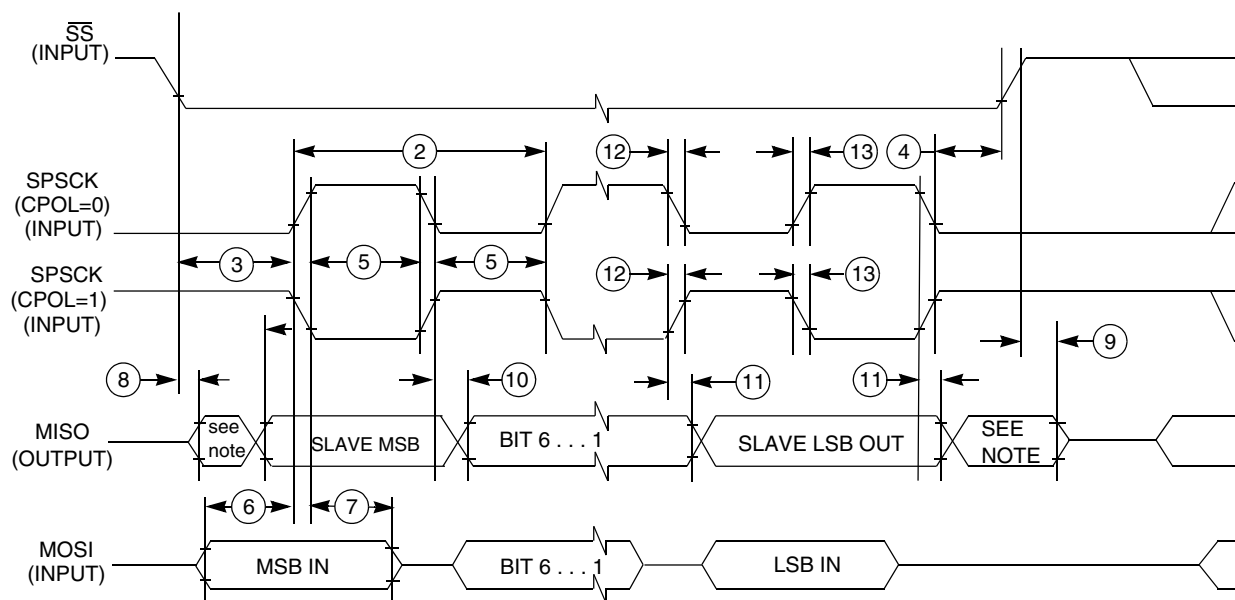 SS
(INPUT)
2
12
13
4
SPSCK
(CPOL=0)
(INPUT)
3
5
5
SPSCK
(CPOL=1)
(INPUT)
12
13
9
8
10
11
11
MISO
(OUTPUT)
see
note
SLAVE MSB
BIT 6 . . . 1
SLAVE LSB OUT
SEE
NOTE
6
7
MOSI
(INPUT)
MSB IN
BIT 6 . . . 1
LSB IN